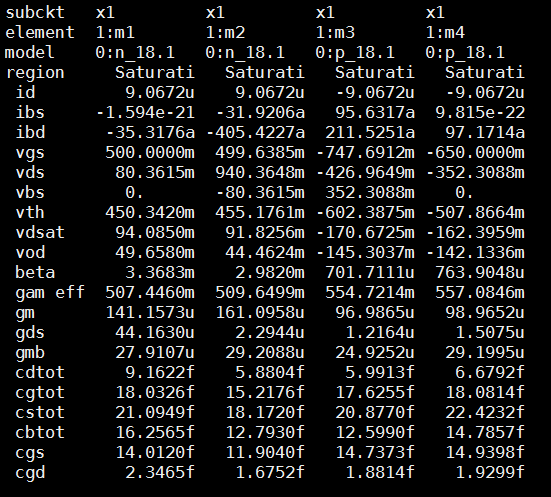 subckt x1 x1 x1 x1
element 1:m1 1:m2 1:m3 1:m4
model 0:n_18.1 0:n_18.1 0:p_18.1 0:p_18.1
region Saturati Saturati Saturati Saturati
id 9.0672u 9.0672u -9.0672u -9.0672u
ibs -1.594e-21 -31.9206a 95.6317a 9.815e-22
ibd -35.3176a -405.4227a 211.5251a 97.1714a
vgs 500.0000m 499.6385m -747.6912m -650.0000m
vds 80.3615m 940.3648m -426.9649m -352.3088m
vbs 0. -80.3615m 352.3088m 0.
vth 450.3420m 455.1761m -602.3875m -507.8664m
vdsat 94.0850m 91.8256m -170.6725m -162.3959m
vod 49.6580m 44.4624m -145.3037m -142.1336m
beta 3.3683m 2.9820m 701.7111u 763.9048u
gam eff 507.4460m 509.6499m 554.7214m 557.0846m
gm 141.1573u 161.0958u 96.9865u 98.9652u
gds 44.1630u 2.2944u 1.2164u 1.5075u
gmb 27.9107u 29.2088u 24.9252u 29.1995u
cdtot 9.1622f 5.8804f 5.9913f 6.6792f
cgtot 18.0326f 15.2176f 17.6255f 18.0814f
cstot 21.0949f 18.1720f 20.8770f 22.4232f
cbtot 16.2565f 12.7930f 12.5990f 14.7857f
cgs 14.0120f 11.9040f 14.7373f 14.9398f
cgd 2.3465f 1.6752f 1.8814f 1.9299f